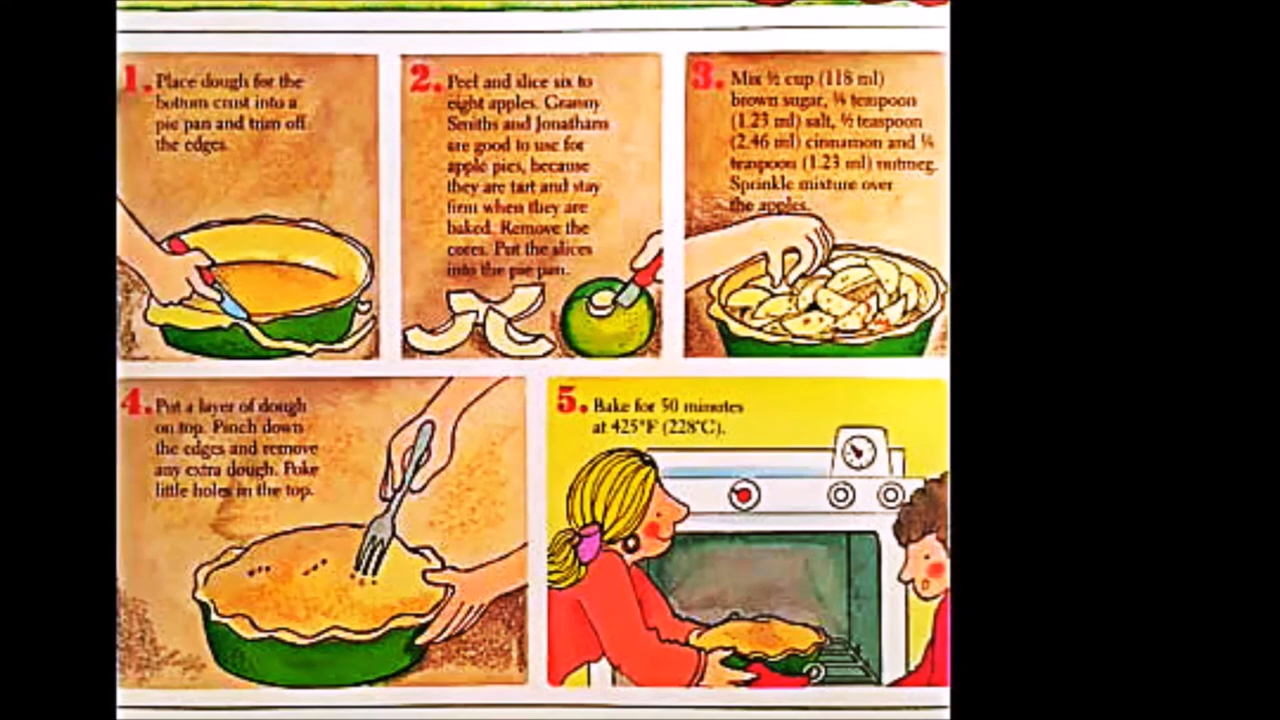 1. Place dough for the
bottom crust into a
pie pan and trim off
the edges.
2. Peel and slice six to
eight apples. Granny
Smiths and Jonathans
are good to use for
apple pies, because
they are tart and stay
firm when they are
baked. Remove the
cores. Put the slices
into the pie pan.
3. Mix ½ cup (118 ml)
brown sugar, ¼ teaspoon
(1.23 ml) salt, ½ teaspoon
(2.46 ml) cinnamon and ¼
teaspoon (1.23 ml) nutmeg.
Sprinkle mixture over
the apples.
4. Put a layer of dough
on top. Pinch down
the edges and remove
any extra dough. Poke
little holes in the top.
5. Bake for 50 minutes
at 425°F (228°C).